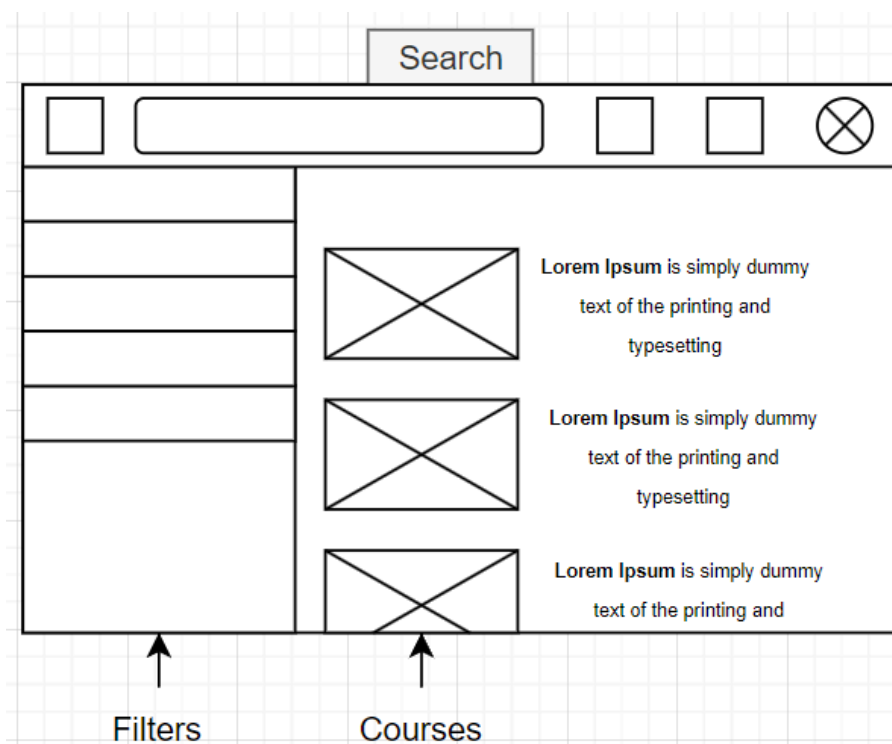 Search
Lorem Ipsum is simply dummy
text of the printing and
typesetting
Lorem Ipsum is simply dummy
text of the printing and
typesetting
Lorem Ipsum is simply dummy
text of the printing and
Filters
Courses